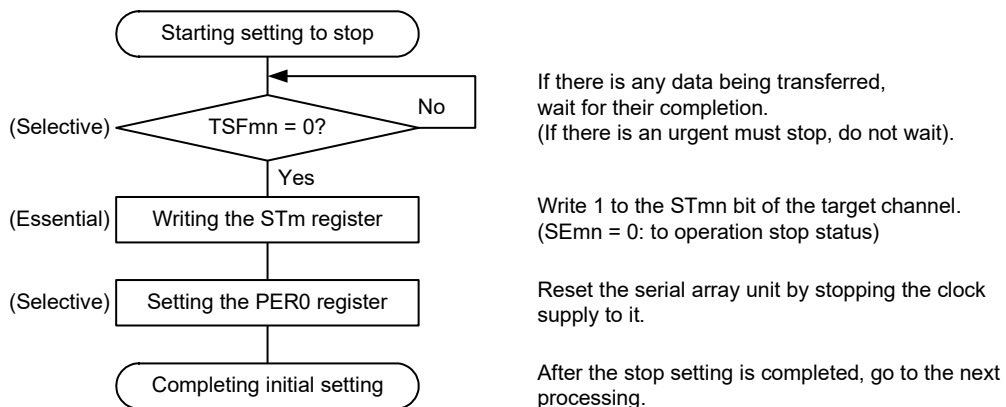 Starting setting to stop
No
If there is any data being transferred,
wait for their completion.
(If there is an urgent must stop, do not wait).
(Selective)
TSFmn = 0?
Yes
(Essential)
Writing the STm register
Write 1 to the STmn bit of the target channel.
(SEmn = 0: to operation stop status)
(Selective)
Setting the PER0 register
Reset the serial array unit by stopping the clock
supply to it.
Completing initial setting
After the stop setting is completed, go to the next
processing.